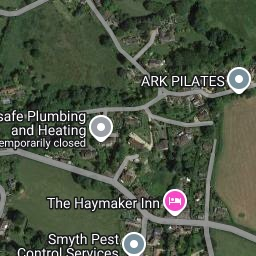 ARK PILATES
safe Plumbing
and Heating
emporarily closed
The Haymaker Inn
Smyth Pest
Control Services